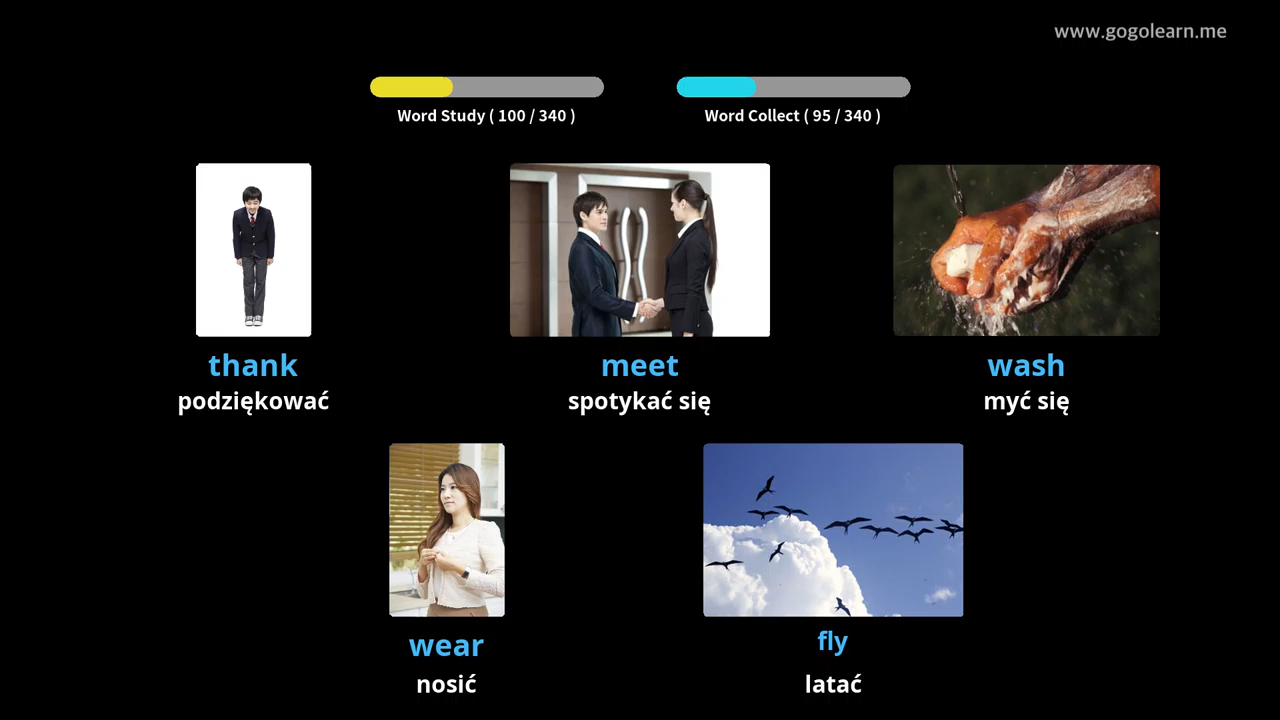 www.gogolearn.me
Word Study ( 100 / 340 )
Word Collect ( 95 / 340 )
thank
podziękować
meet
spotykać się
wash
myć się
wear
nosić
fly
latać